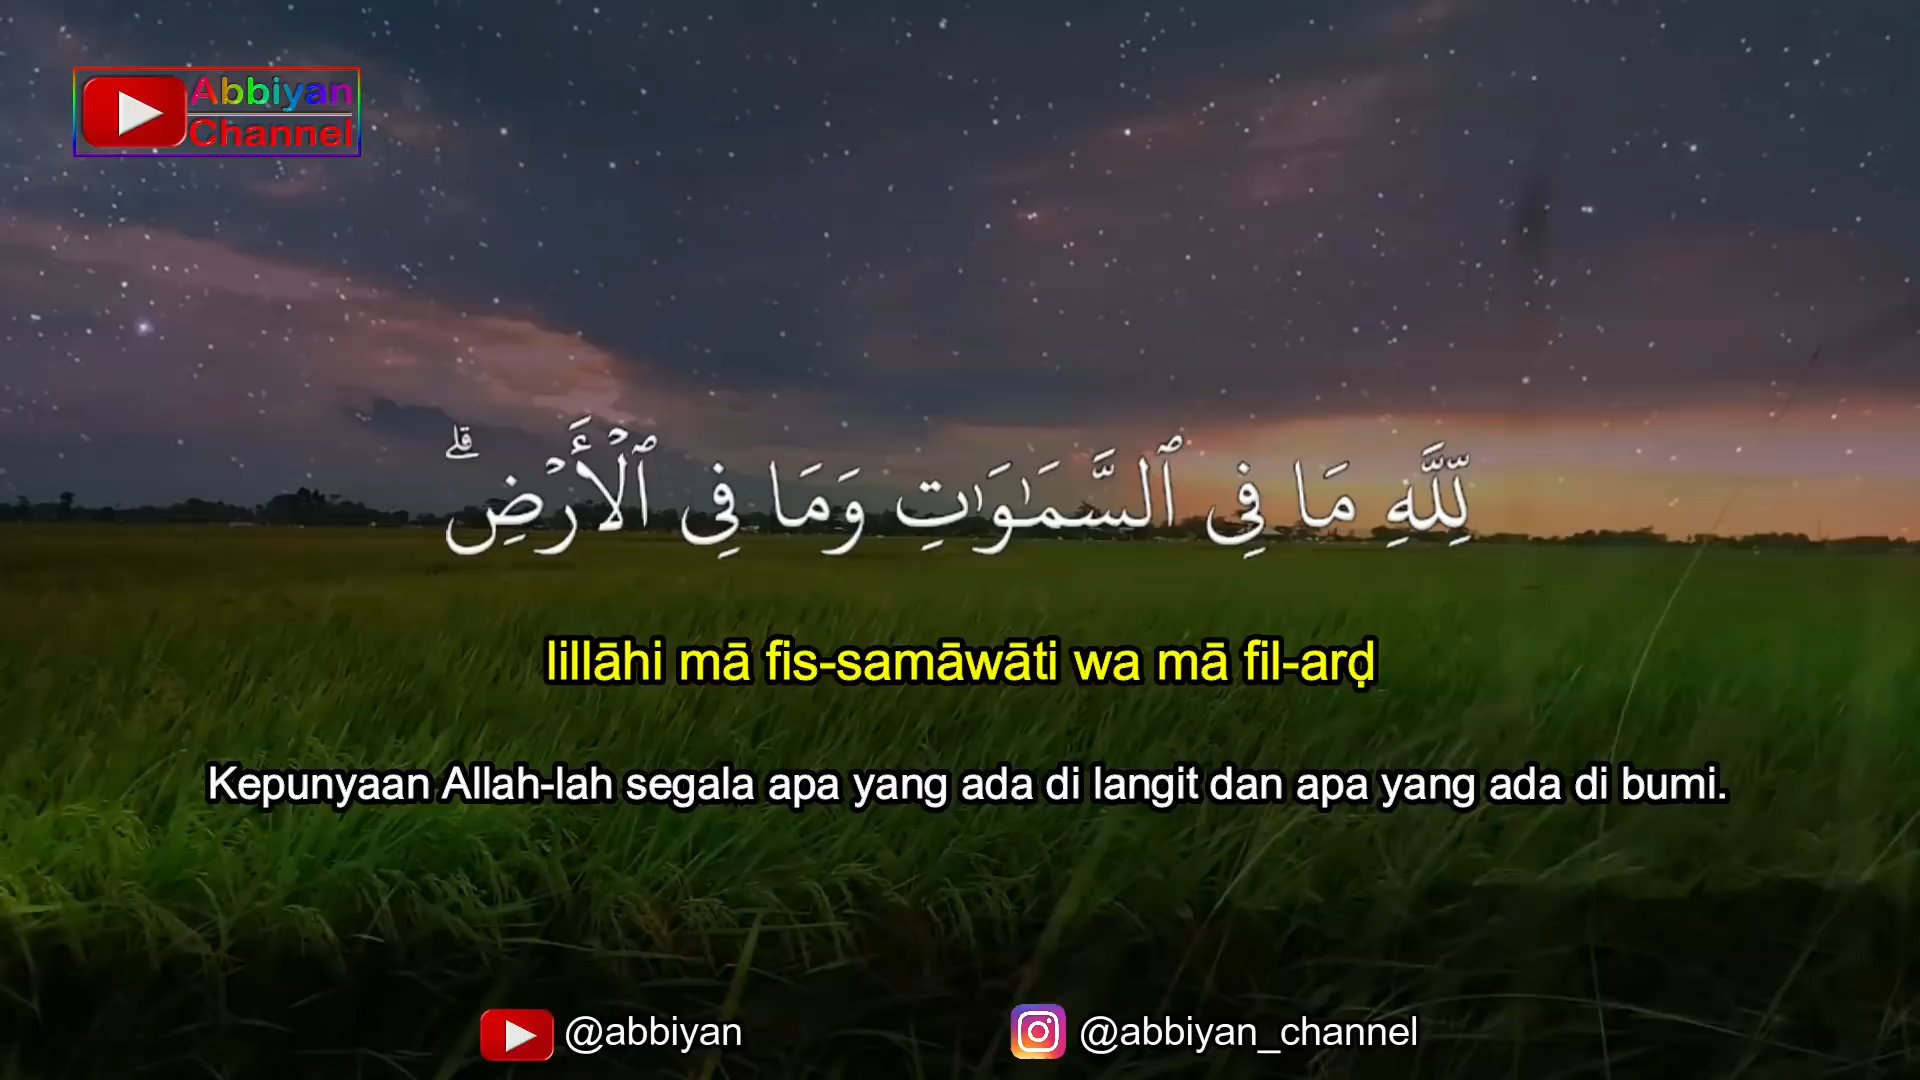 Abbiyan
Channel
لِّلَّهِ مَا فِى ٱلسَّمَـٰوَٰتِ وَمَا فِى ٱلْأَرْضِ ۗ
lillāhi mā fis-samāwāti wa mā fil-arḍ
Kepunyaan Allah-lah segala apa yang ada di langit dan apa yang ada di bumi.
@abbiyan
@abbiyan_channel